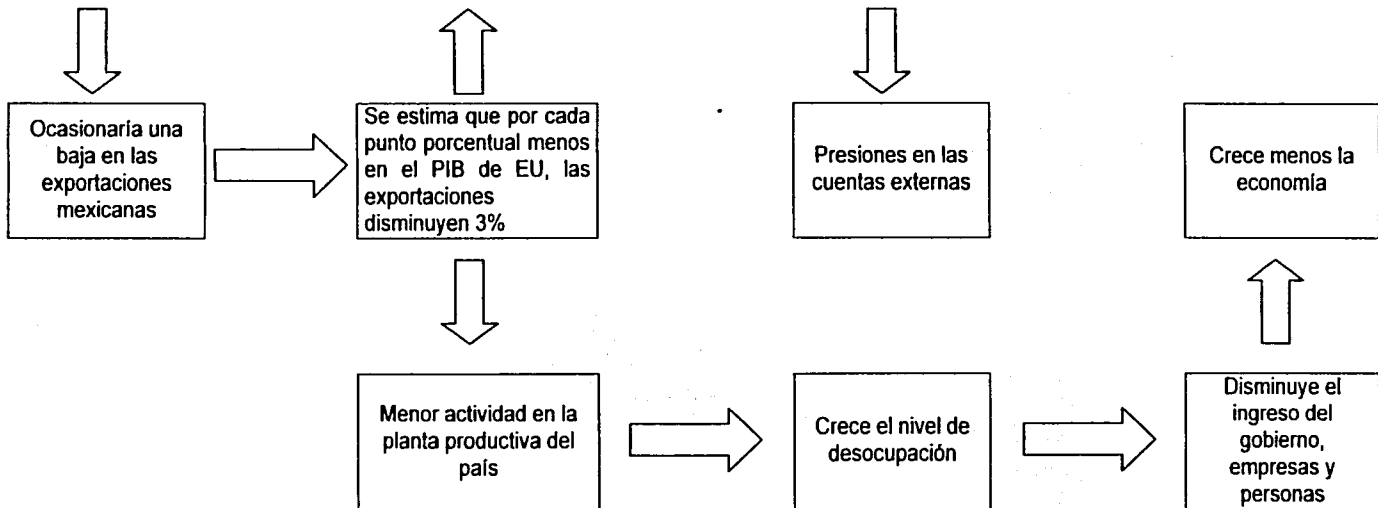 Ocasionaría una
baja en las
exportaciones
mexicanas
Se estima que por cada
punto porcentual menos
en el PIB de EU, las
exportaciones
disminuyen 3%
Presiones en las
cuentas externas
Crece menos la
economía
Menor actividad en la
planta productiva del
país
Crece el nivel de
desocupación
Disminuye el
ingreso del
gobierno,
empresas y
personas